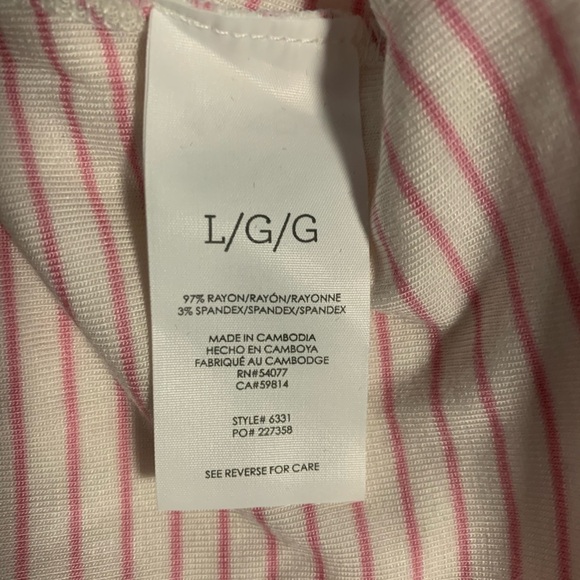 L/G/G
97% RAYON/RAYÓN/RAYONNE
3% SPANDEX/SPANDEX/SPANDEX
MADE IN CAMBODIA
HECHO EN CAMBOYA
FABRIQUÉ AU CAMBODGE
RN#54077
CA#59814
STYLE# 6331
PO# 227358
SEE REVERSE FOR CARE